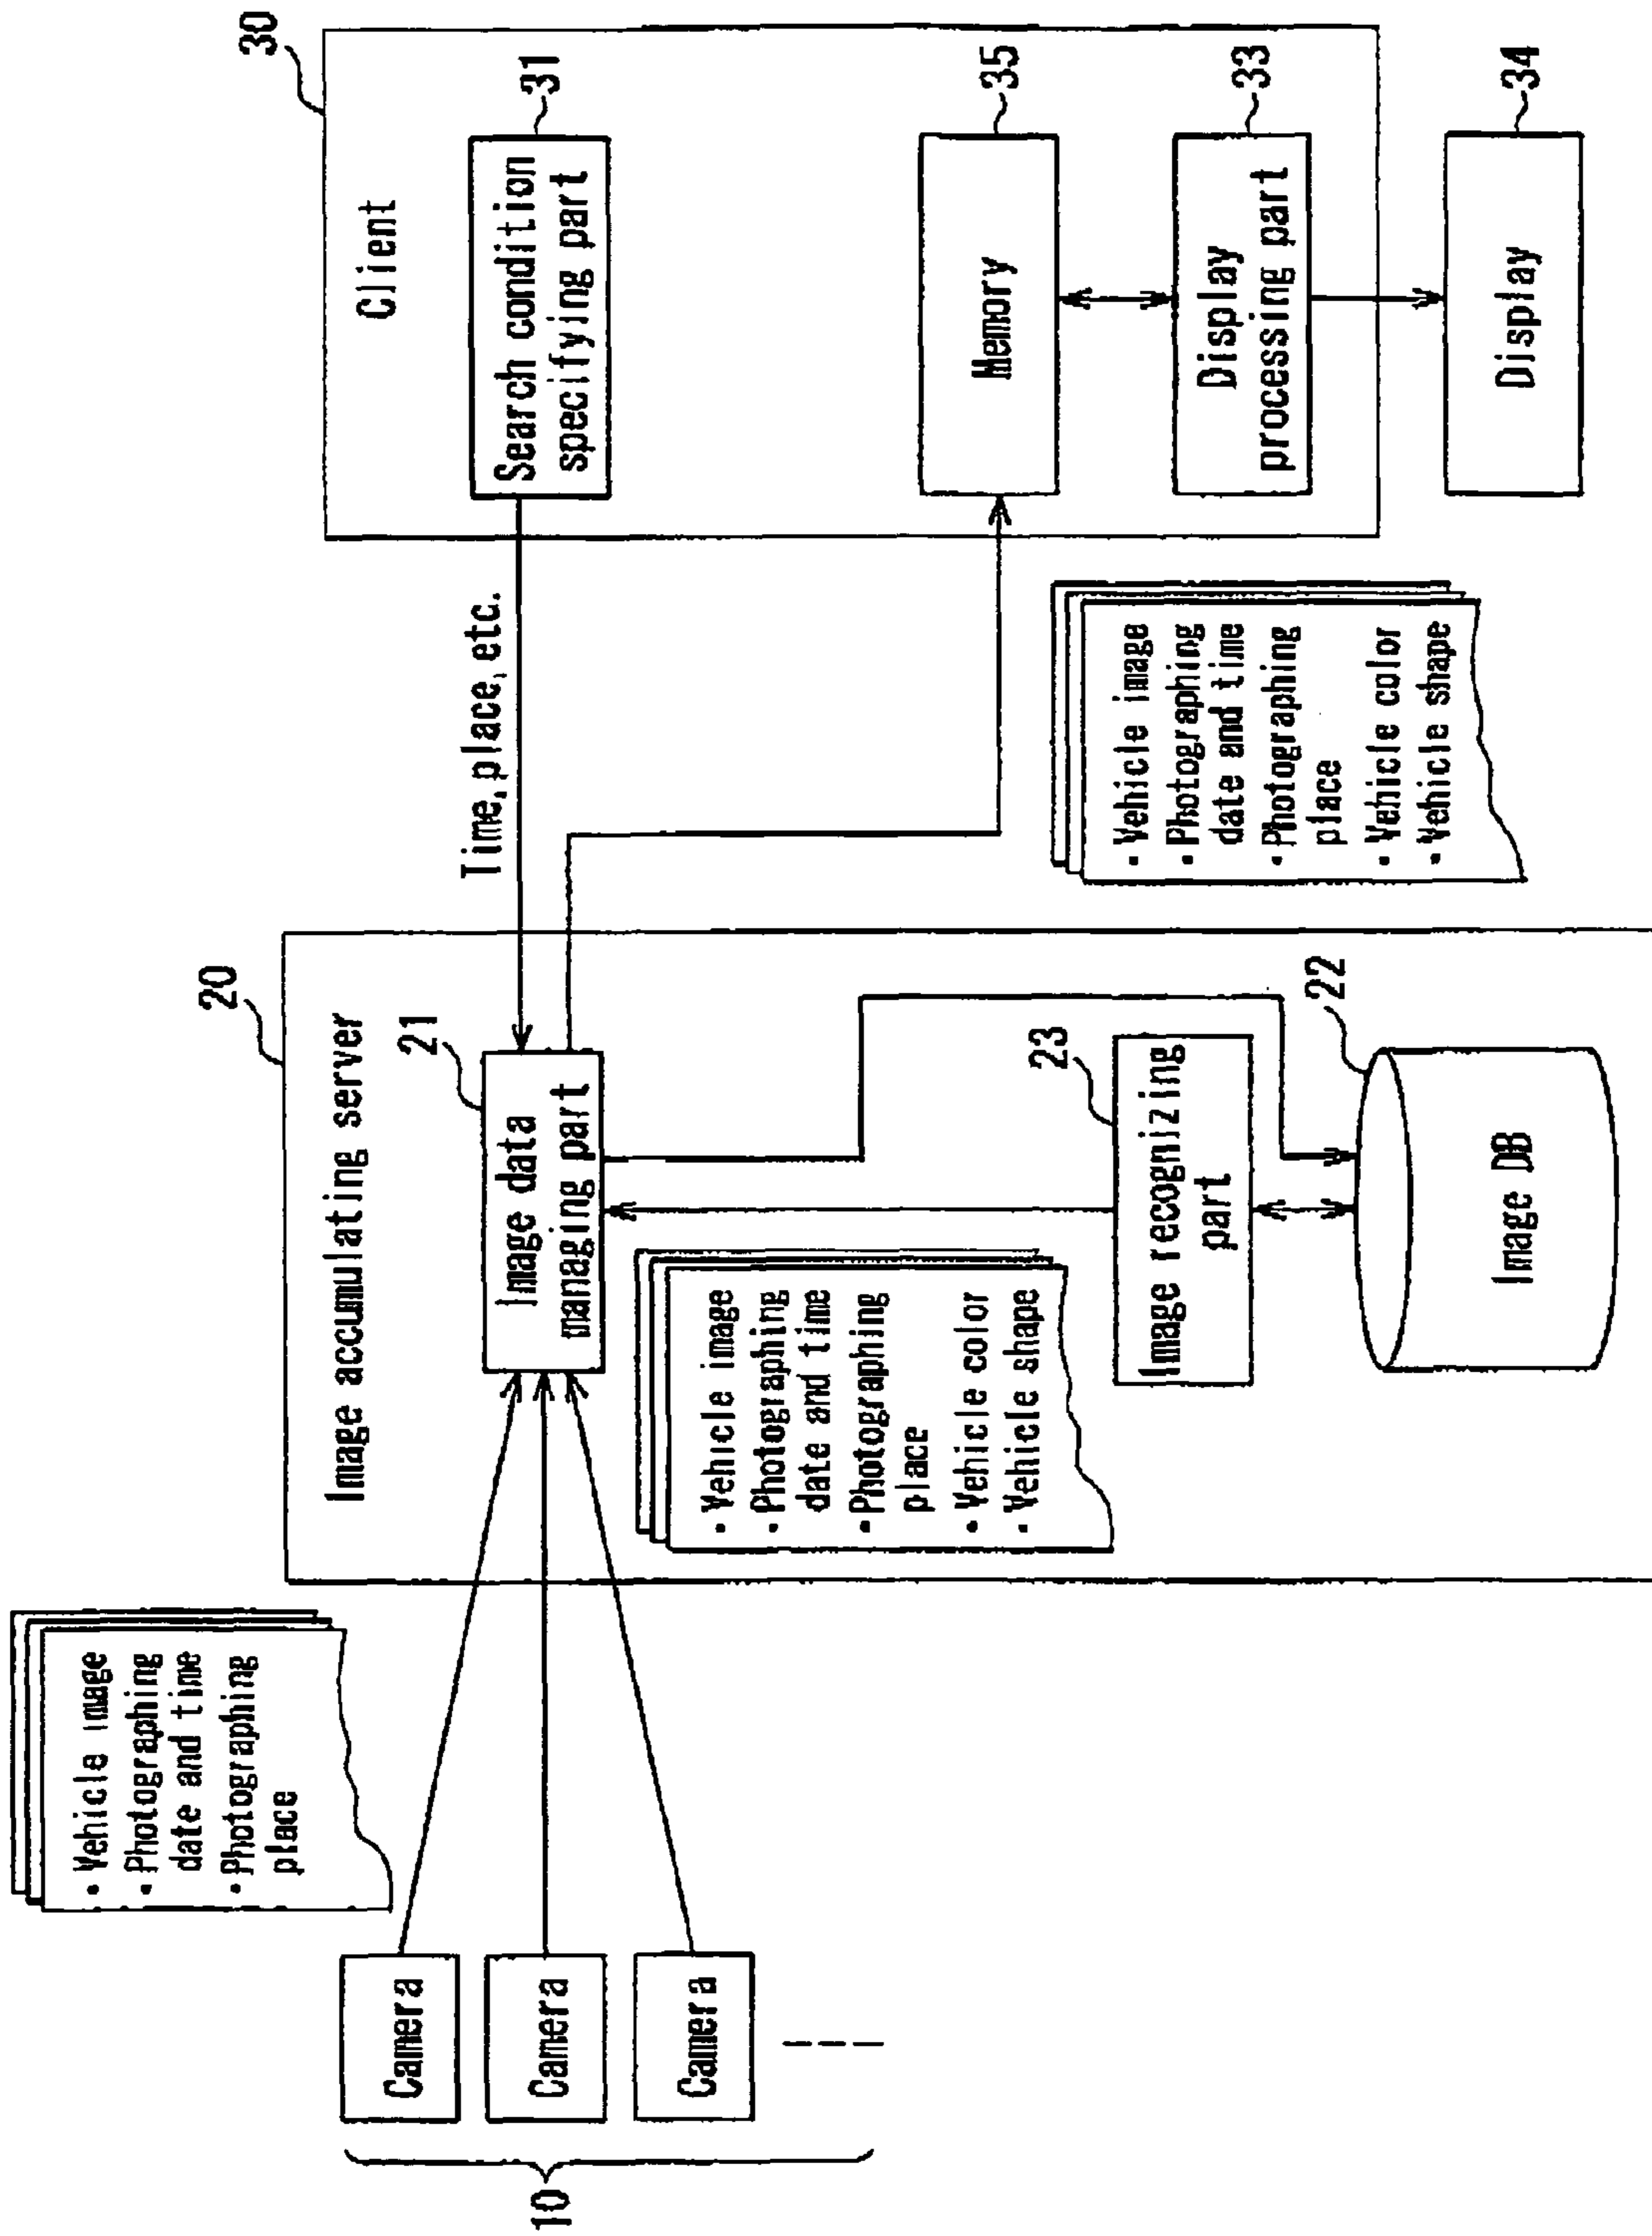 10
Camera
Camera
Camera
• Vehicle image
• Photographing
date and time
• Photographing
place
20
Image accumulating server
21
Image data
managing part
• Vehicle image
• Photographing
date and time
• Photographing
place
• Vehicle color
• Vehicle shape
23
Image recognizing
part
22
Image DB
Time, place, etc.
• Vehicle image
• Photographing
date and time
• Photographing
place
• Vehicle color
• Vehicle shape
30
Client
Search condition
specifying part
31
Memory
35
Display
processing part
33
Display
34